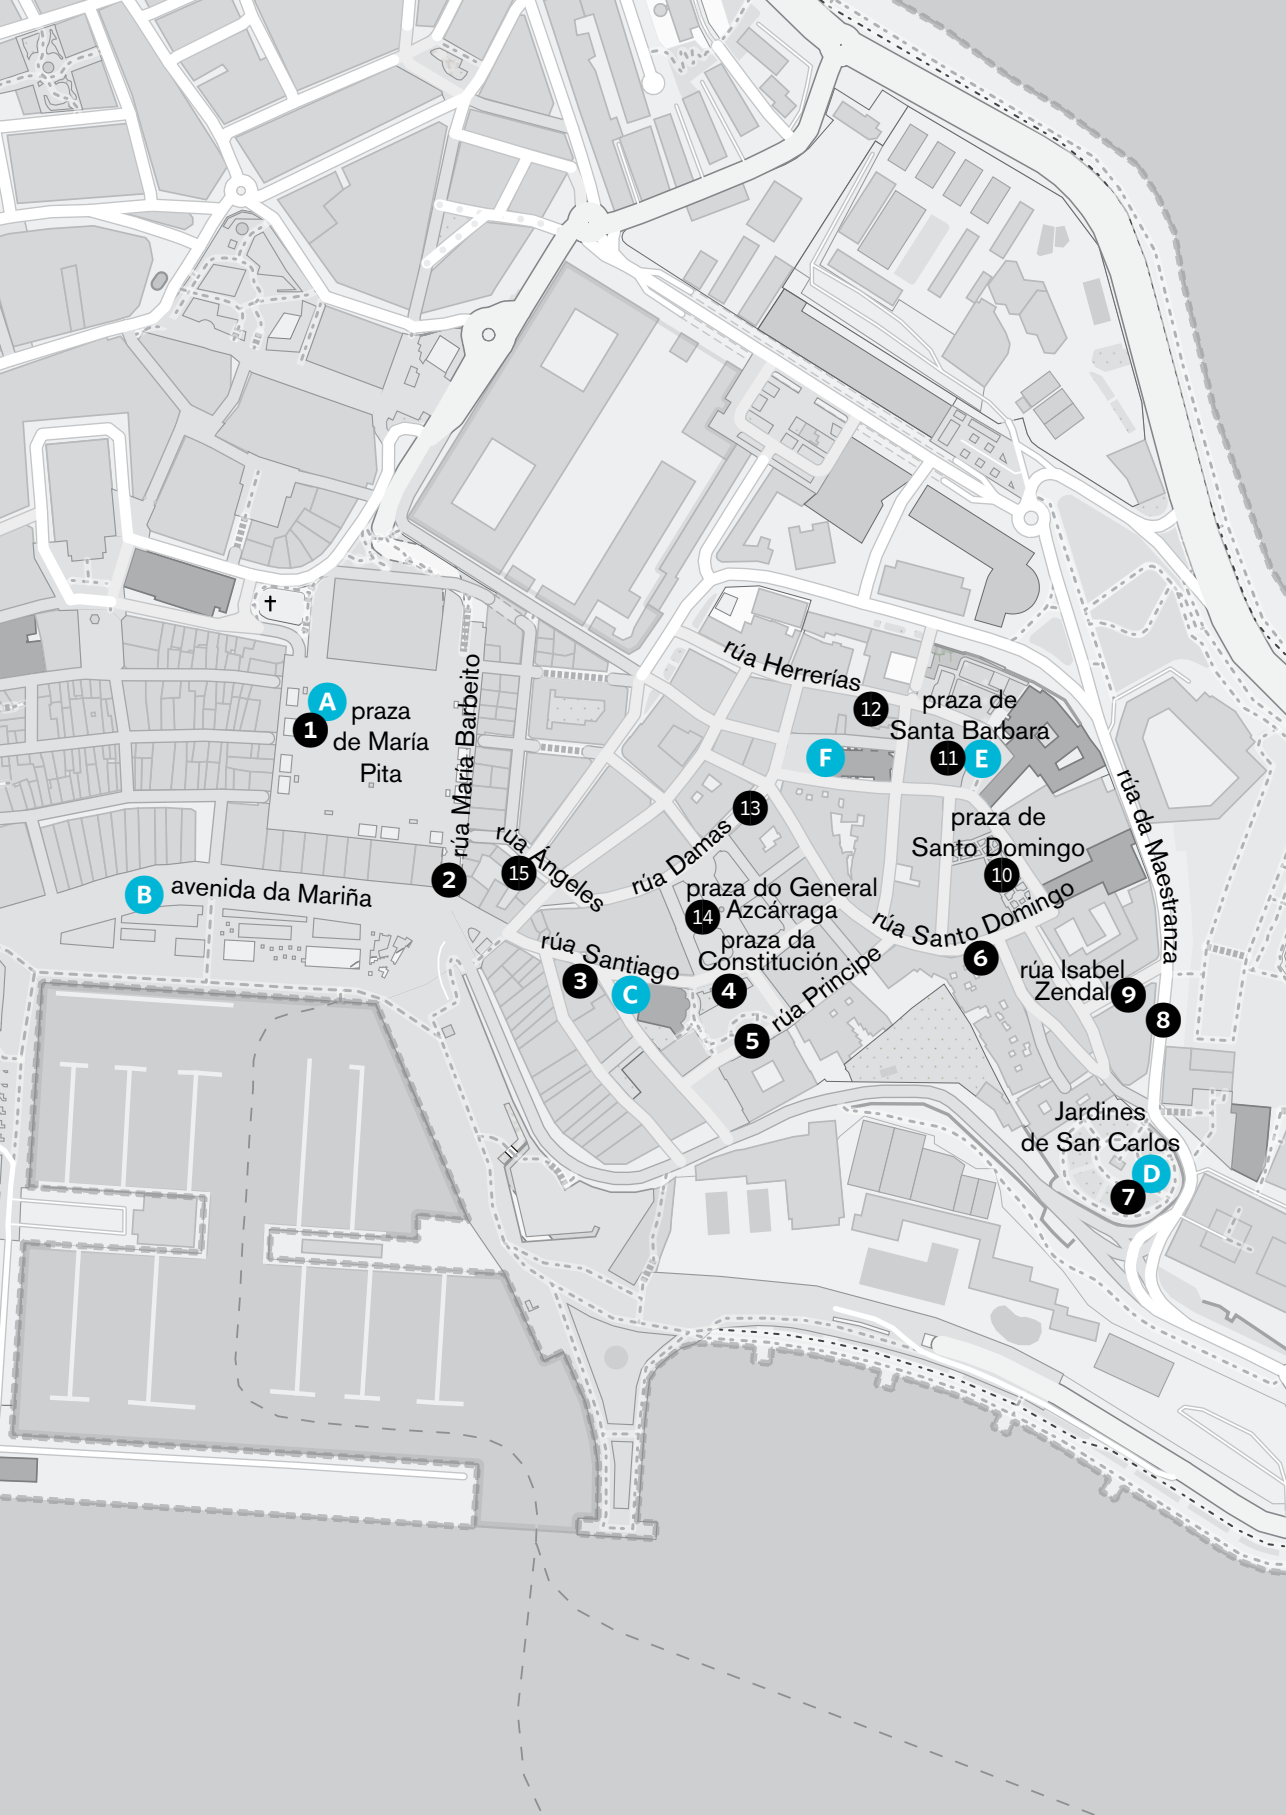 rúa Herrerías
12
praza de
Santa Barbara
11
E
F
A
1
praza
de María
Pita
rúa María Barbeito
rúa da Maestranza
13
rúa Damas
praza de
Santo Domingo
10
rúa Ángeles
15
2
B
avenida da Mariña
praza do General
Azcárraga
14
rúa Santo Domingo
6
praza da
Constitución
4
rúa Príncipe
5
rúa Santiago
3
C
rúa Isabel
Zendal
9
8
Jardines
de San Carlos
D
7